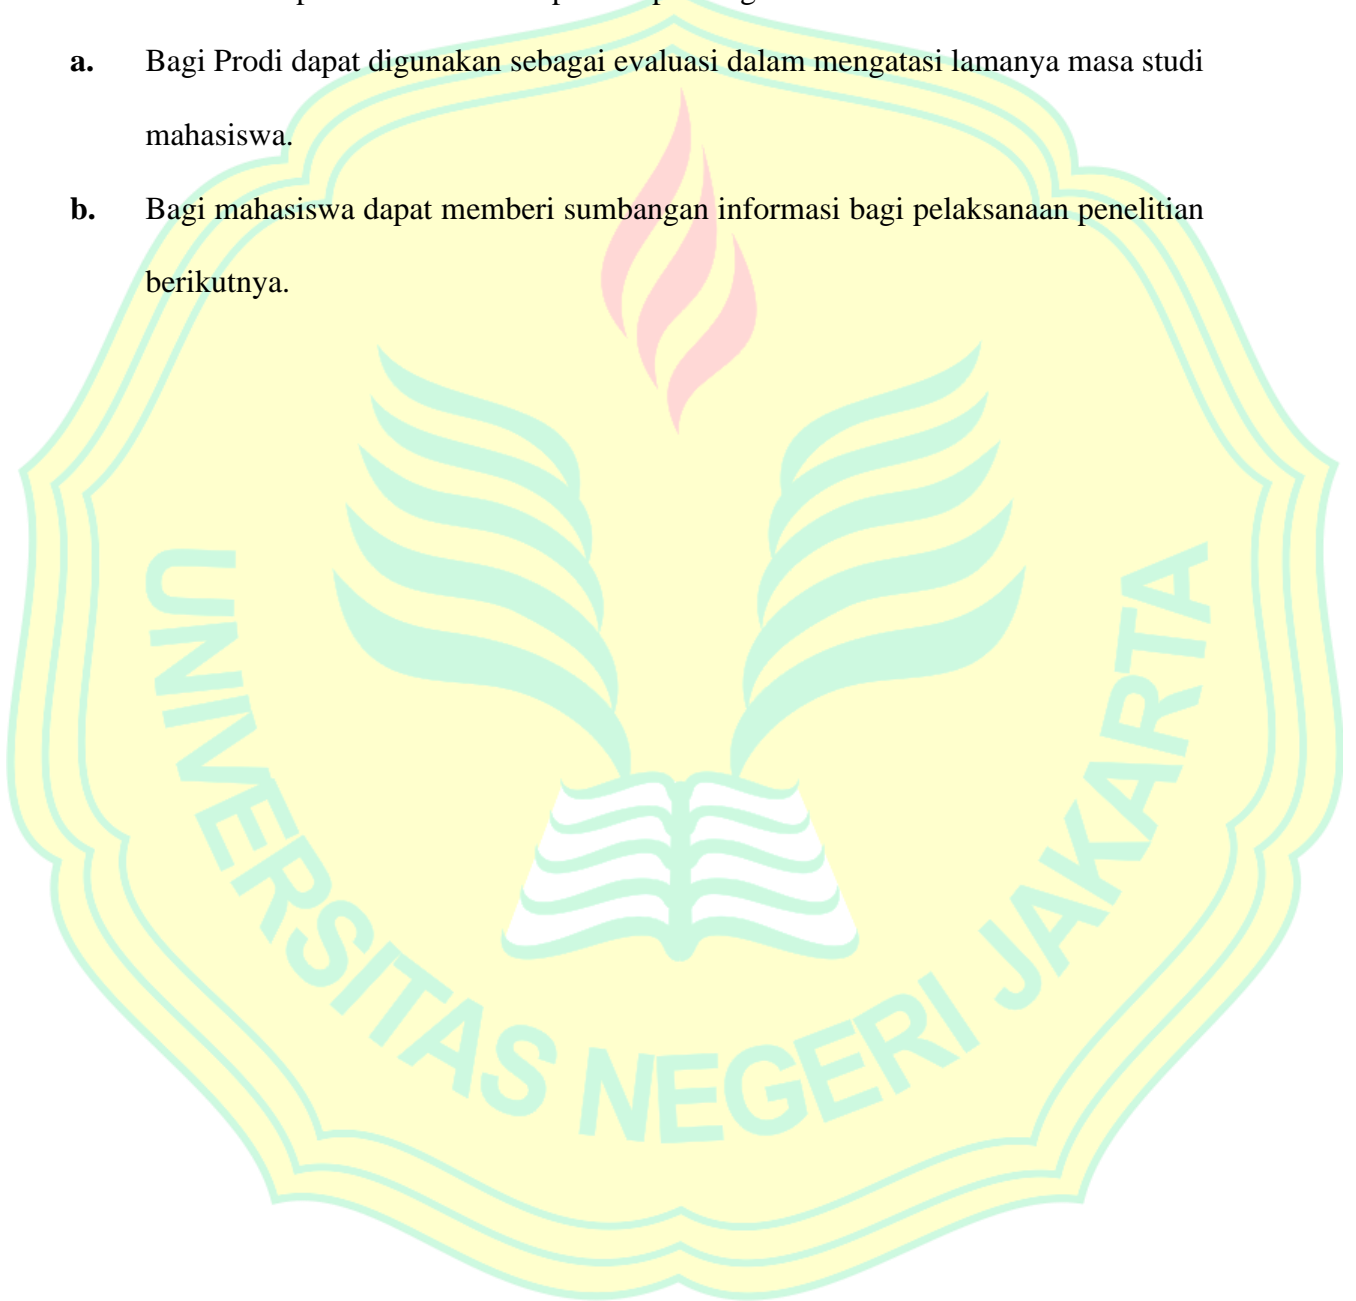 a. Bagi Prodi dapat digunakan sebagai evaluasi dalam mengatasi lamanya masa studi
mahasiswa.
b. Bagi mahasiswa dapat memberi sumbangan informasi bagi pelaksanaan penelitian
berikutnya.
UNIVERSITAS NEGERI JAKARTA